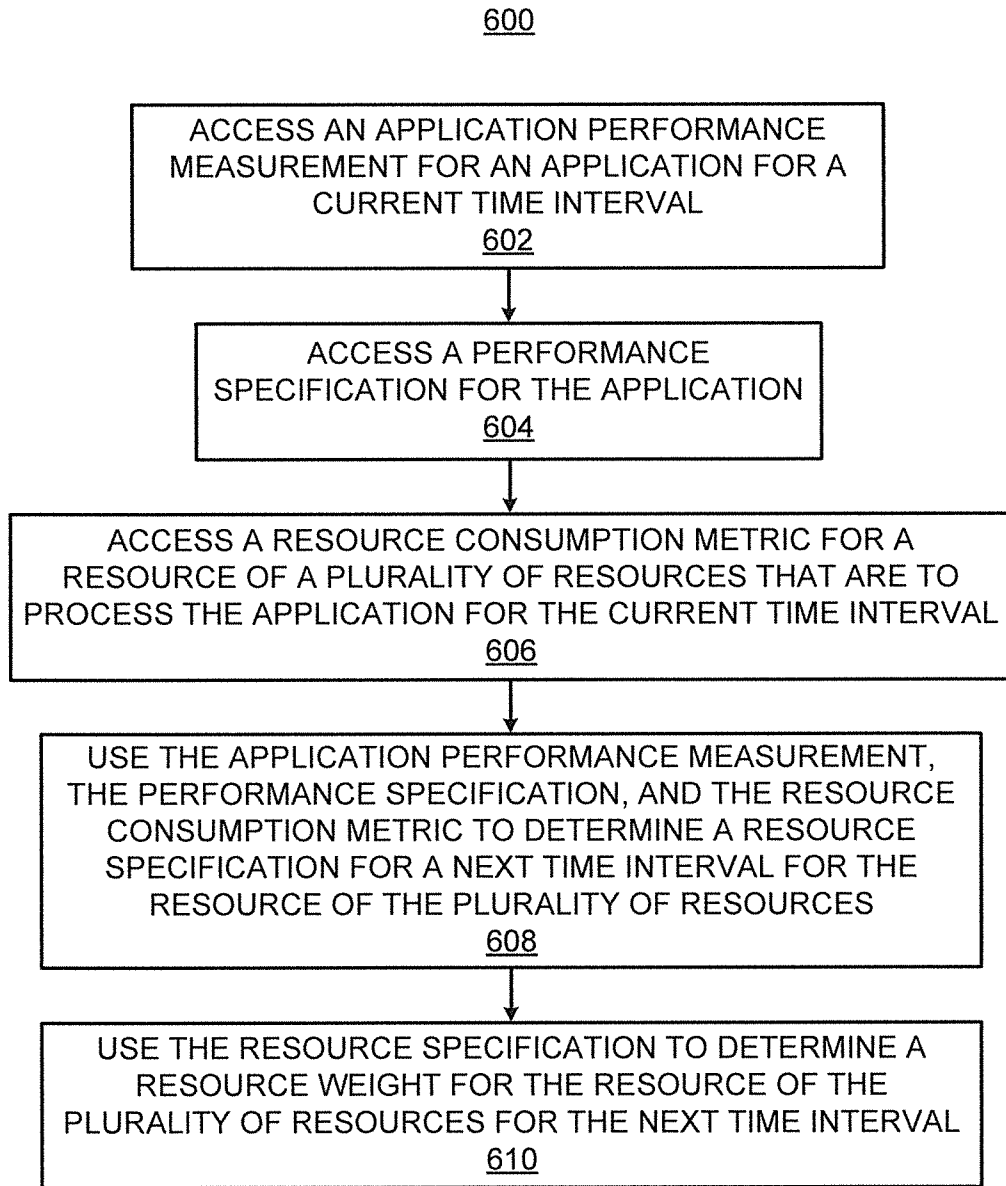 600
ACCESS AN APPLICATION PERFORMANCE
MEASUREMENT FOR AN APPLICATION FOR A
CURRENT TIME INTERVAL
602
ACCESS A PERFORMANCE
SPECIFICATION FOR THE APPLICATION
604
ACCESS A RESOURCE CONSUMPTION METRIC FOR A
RESOURCE OF A PLURALITY OF RESOURCES THAT ARE TO
PROCESS THE APPLICATION FOR THE CURRENT TIME INTERVAL
606
USE THE APPLICATION PERFORMANCE MEASUREMENT,
THE PERFORMANCE SPECIFICATION, AND THE RESOURCE
CONSUMPTION METRIC TO DETERMINE A RESOURCE
SPECIFICATION FOR A NEXT TIME INTERVAL FOR THE
RESOURCE OF THE PLURALITY OF RESOURCES
608
USE THE RESOURCE SPECIFICATION TO DETERMINE A
RESOURCE WEIGHT FOR THE RESOURCE OF THE
PLURALITY OF RESOURCES FOR THE NEXT TIME INTERVAL
610